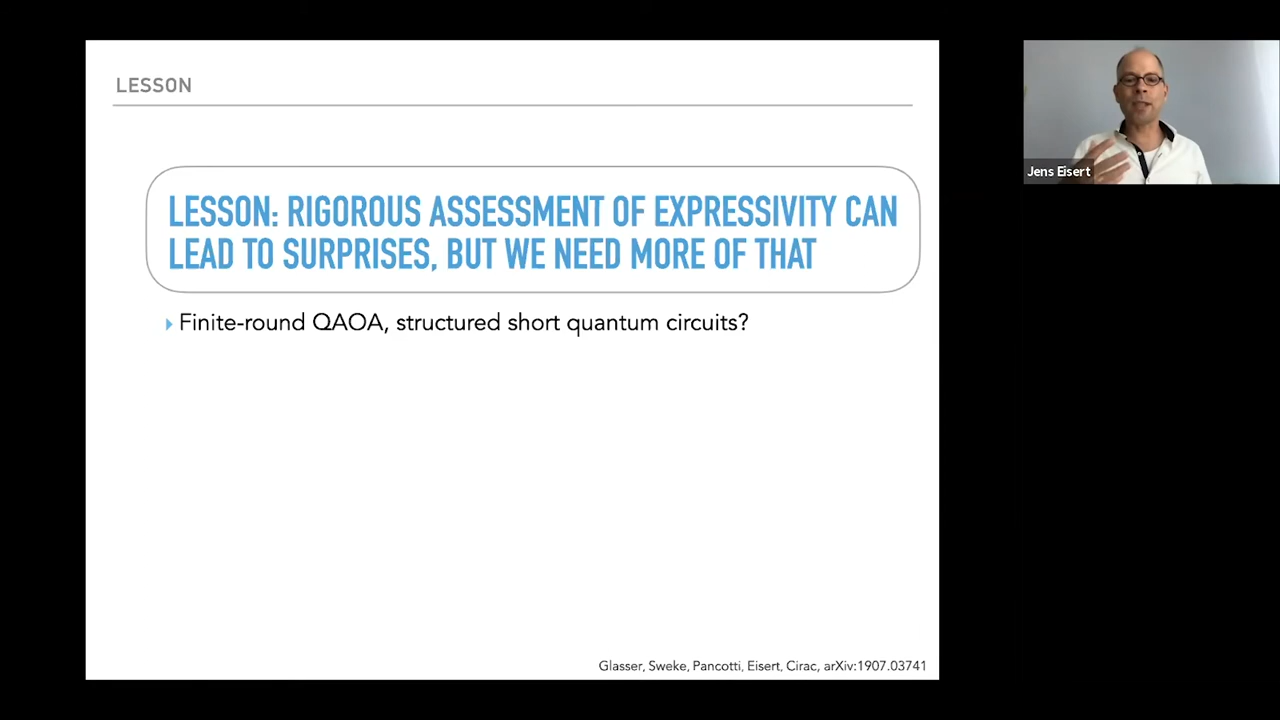 LESSON
LESSON: RIGOROUS ASSESSMENT OF EXPRESSIVITY CAN
LEAD TO SURPRISES, BUT WE NEED MORE OF THAT
Finite-round QAOA, structured short quantum circuits?
Glasser, Sweke, Pancotti, Eisert, Cirac, arXiv:1907.03741
Jens Eisert